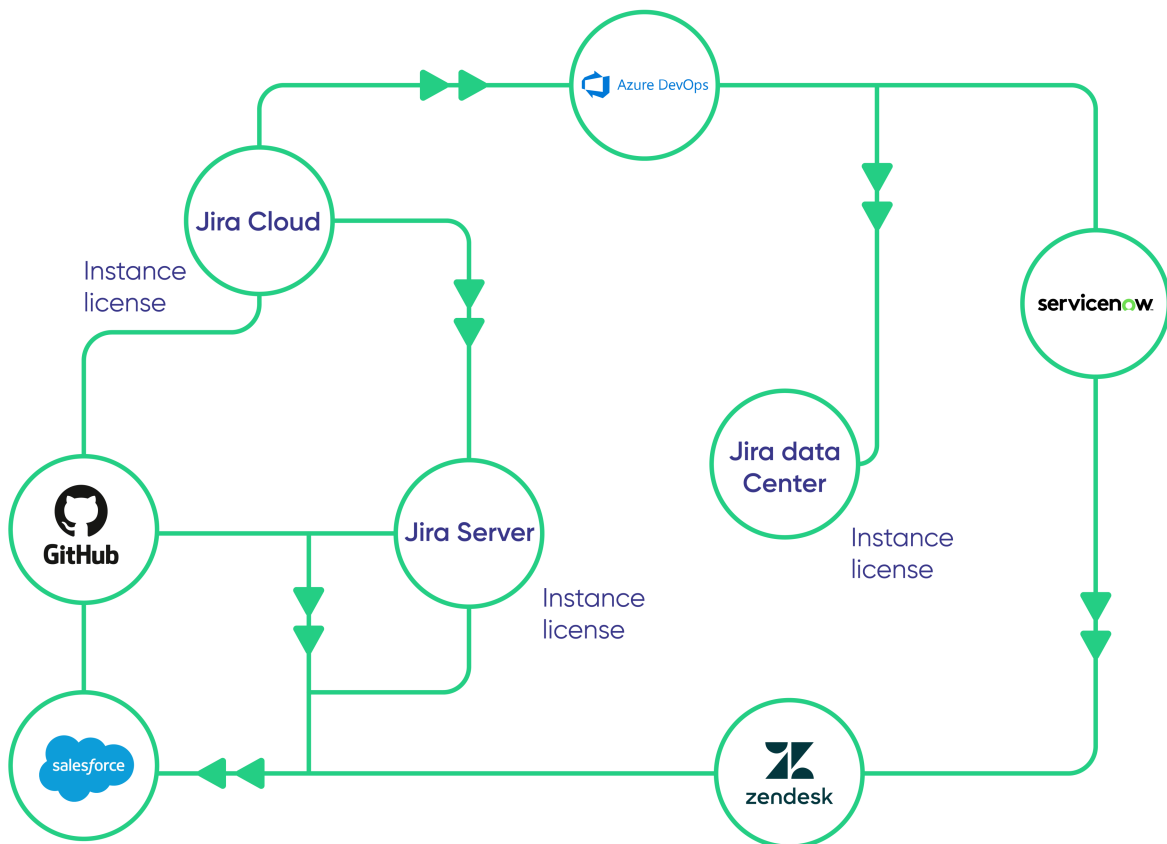 Azure DevOps
Jira Cloud
Instance
license
servicenow
Jira data
Center
GitHub
Jira Server
Instance
license
Instance
license
salesforce
zendesk